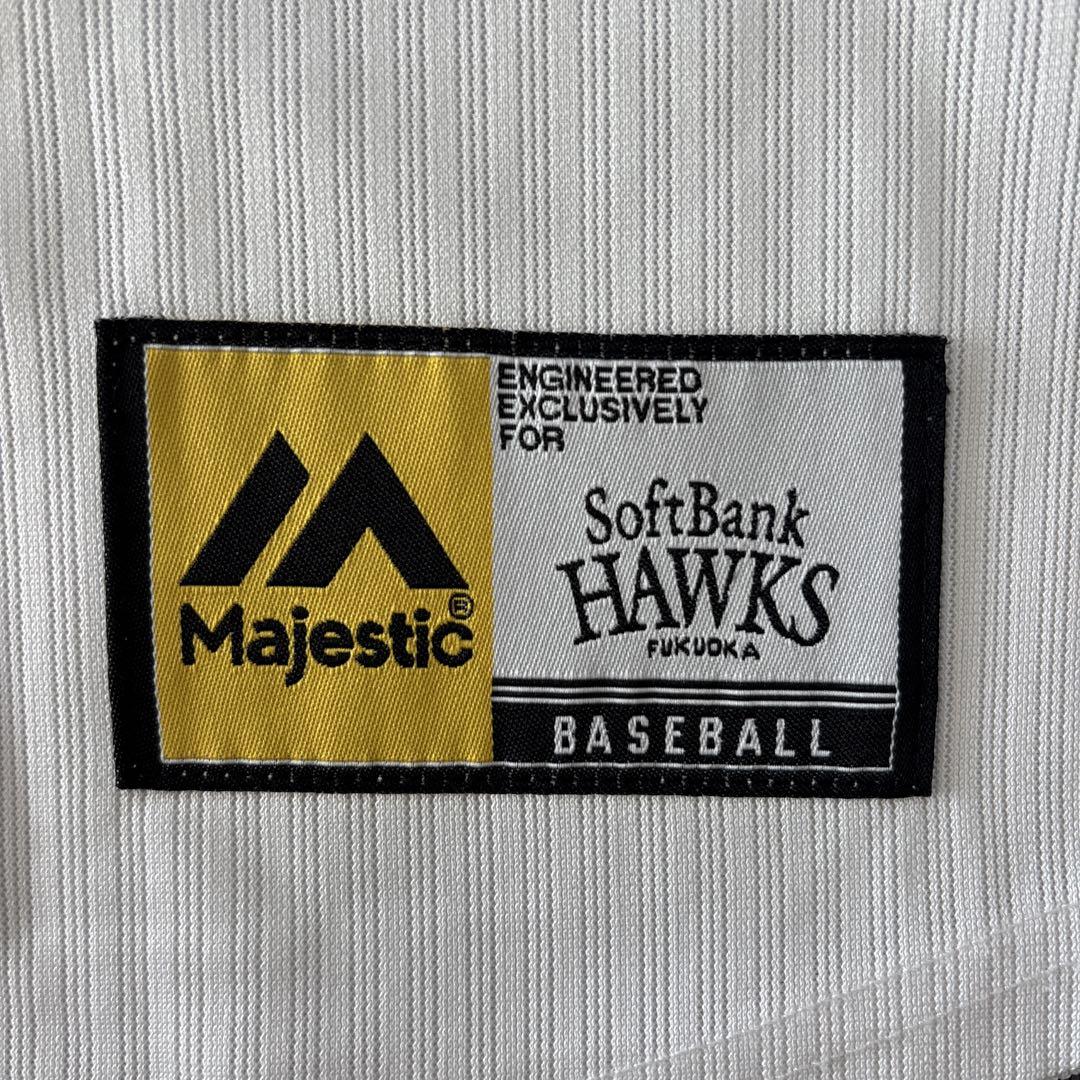 Majestic®
ENGINEERED
EXCLUSIVELY
FOR
SoftBank
HAWKS
FUKUOKA
BASEBALL